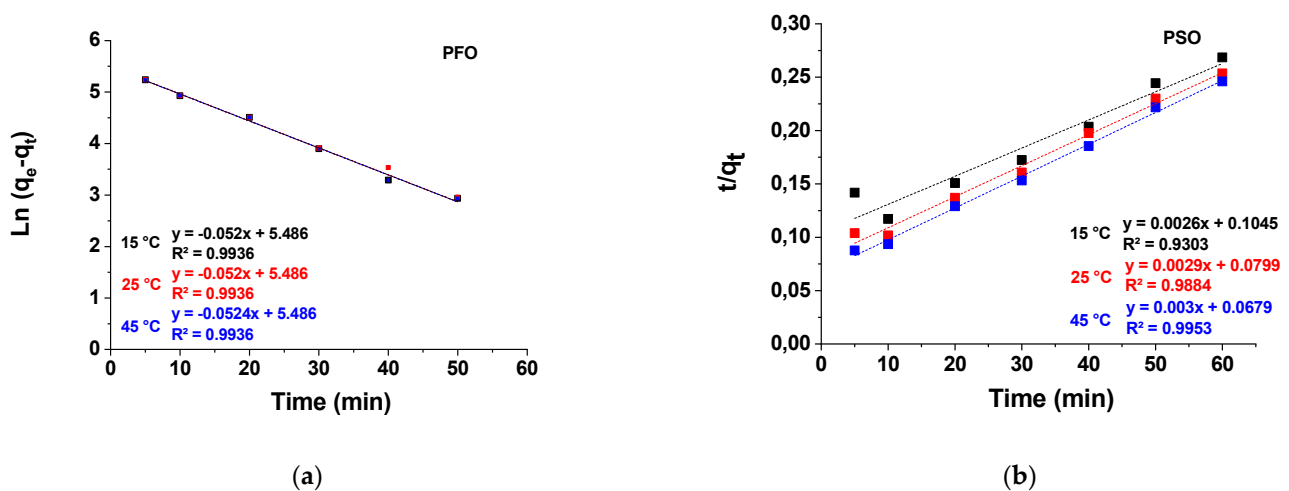 PFO
6
5
4
3
2
1
0
Ln (qe-qt)
15 °C y = -0.052x + 5.486
R² = 0.9936
25 °C y = -0.052x + 5.486
R² = 0.9936
45 °C y = -0.0524x + 5.486
R² = 0.9936
0 10 20 30 40 50 60
Time (min)
(a)
PSO
0,30
0,25
0,20
0,15
0,10
0,05
0,00
t/qt
15 °C y = 0.0026x + 0.1045
R² = 0.9303
25 °C y = 0.0029x + 0.0799
R² = 0.9884
45 °C y = 0.003x + 0.0679
R² = 0.9953
0 10 20 30 40 50 60
Time (min)
(b)